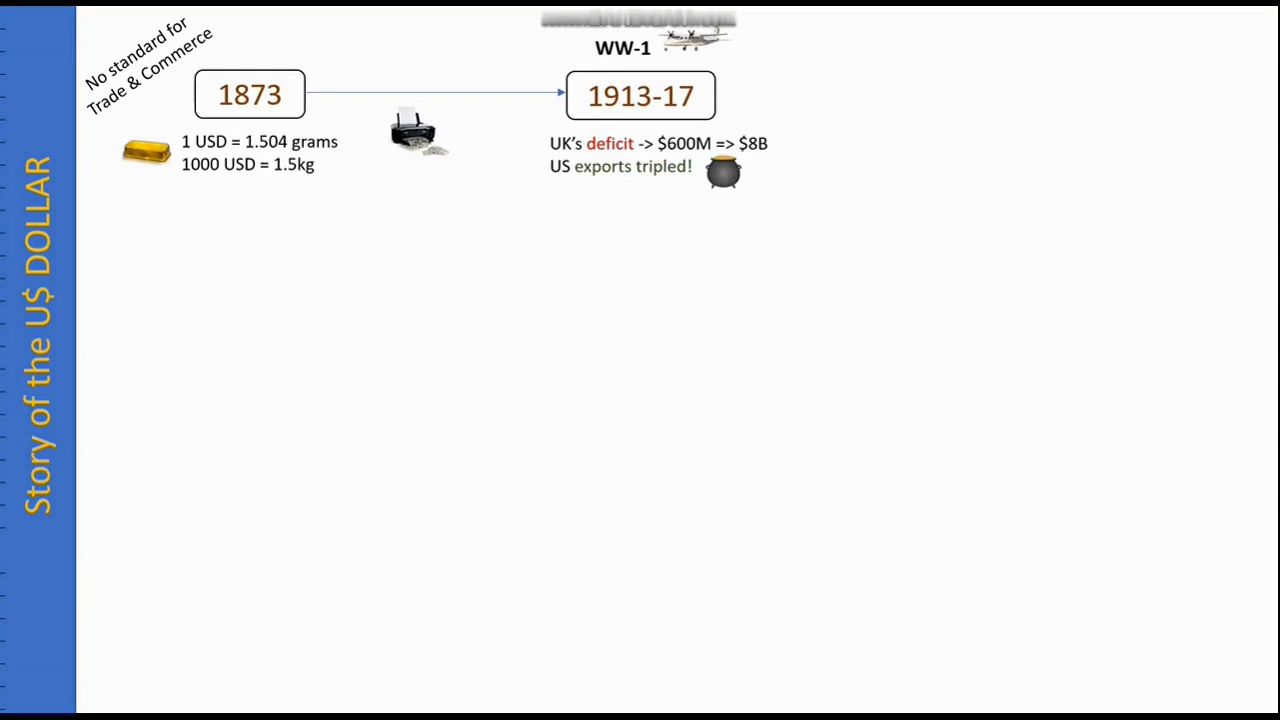 Story of the U$ DOLLAR
No standard for
Trade & Commerce
1873
1 USD = 1.504 grams
1000 USD = 1.5kg
WW-1
1913-17
UK's deficit -> $600M => $8B
US exports tripled!